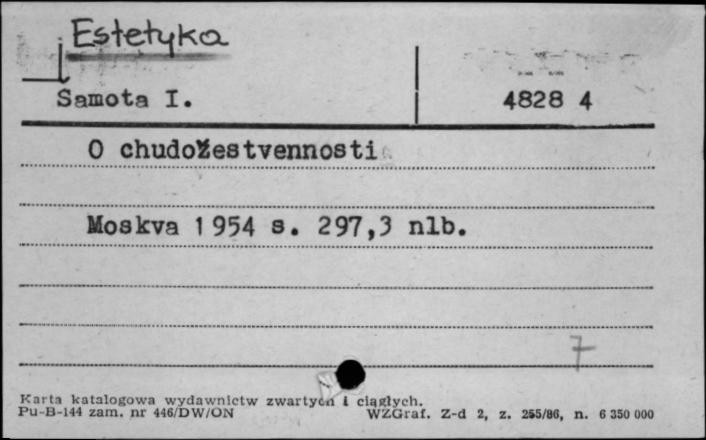 Estetyka
Samota I.
4828 4
O chudožestvennosti
Moskva 1954 s. 297,3 nlb.
7
Karta katalogowa wydawnictw zwartych i ciągłych.
Pu-B-144 zam. nr 446/DW/ON WZGraf. Z-d 2, z. 255/86, n. 6 350 000